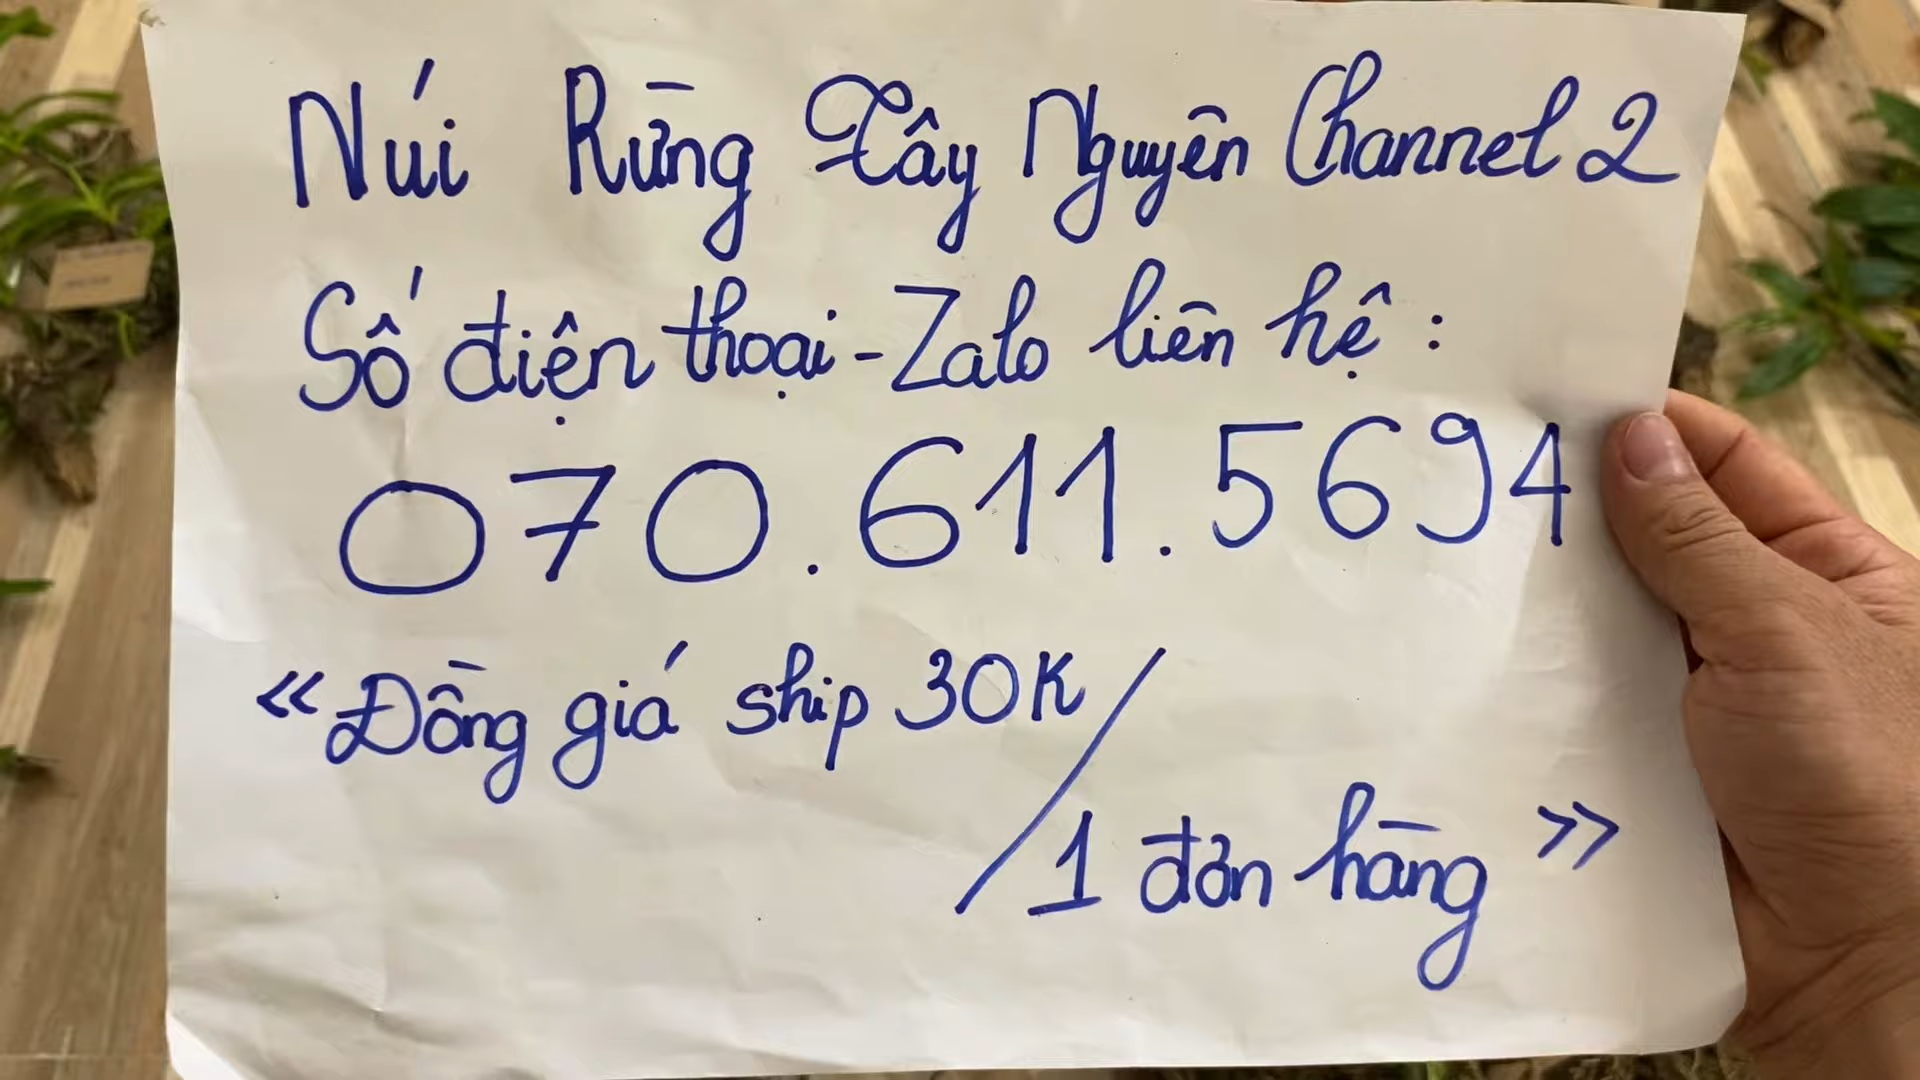 Núi Rừng Tây Nguyên Channel 2
Số điện thoại - Zalo liên hệ :
070.611.5694
« Đồng giá ship 30K/
1 đơn hàng »